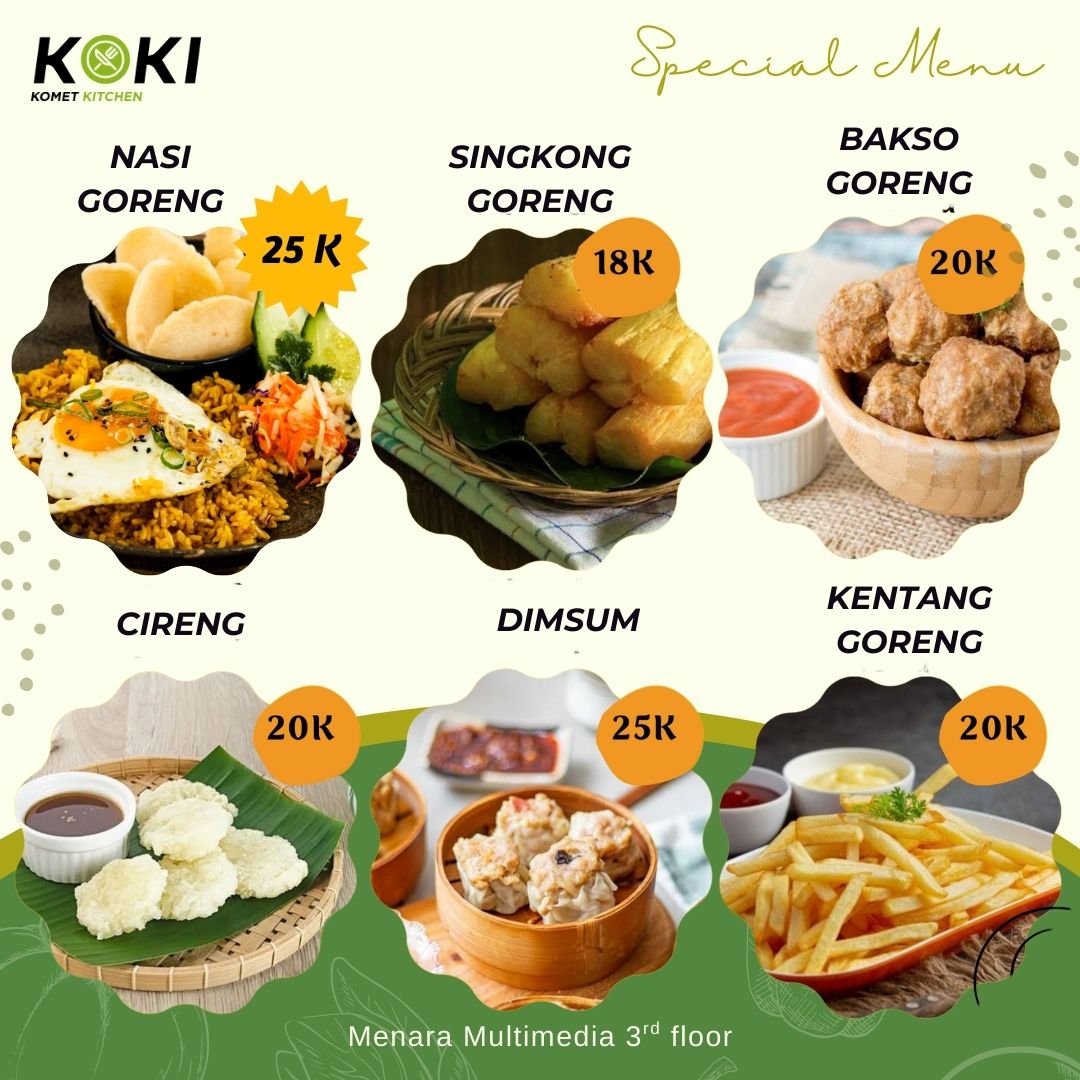 KOKI
KOMET KITCHEN
Special Menu
NASI
GORENG
25 K
SINGKONG
GORENG
18K
BAKSO
GORENG
20K
CIRENG
20K
DIMSUM
25K
KENTANG
GORENG
20K
Menara Multimedia 3rd floor